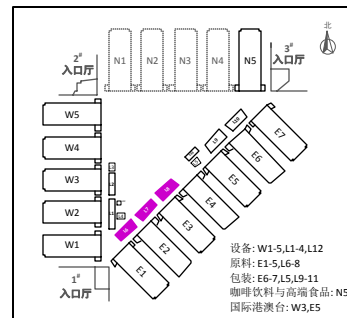 北
2#
入口厅
3#
入口厅
N1
N2
N3
N4
N5
W5
W4
W3
W2
W1
E7
E6
E5
E4
E3
E2
E1
1#
入口厅
设备: W1-5,L1-4,L12
原料: E1-5,L6-8
包装: E6-7,L5,L9-11
咖啡饮料与高端食品: N5
国际港澳台: W3,E5